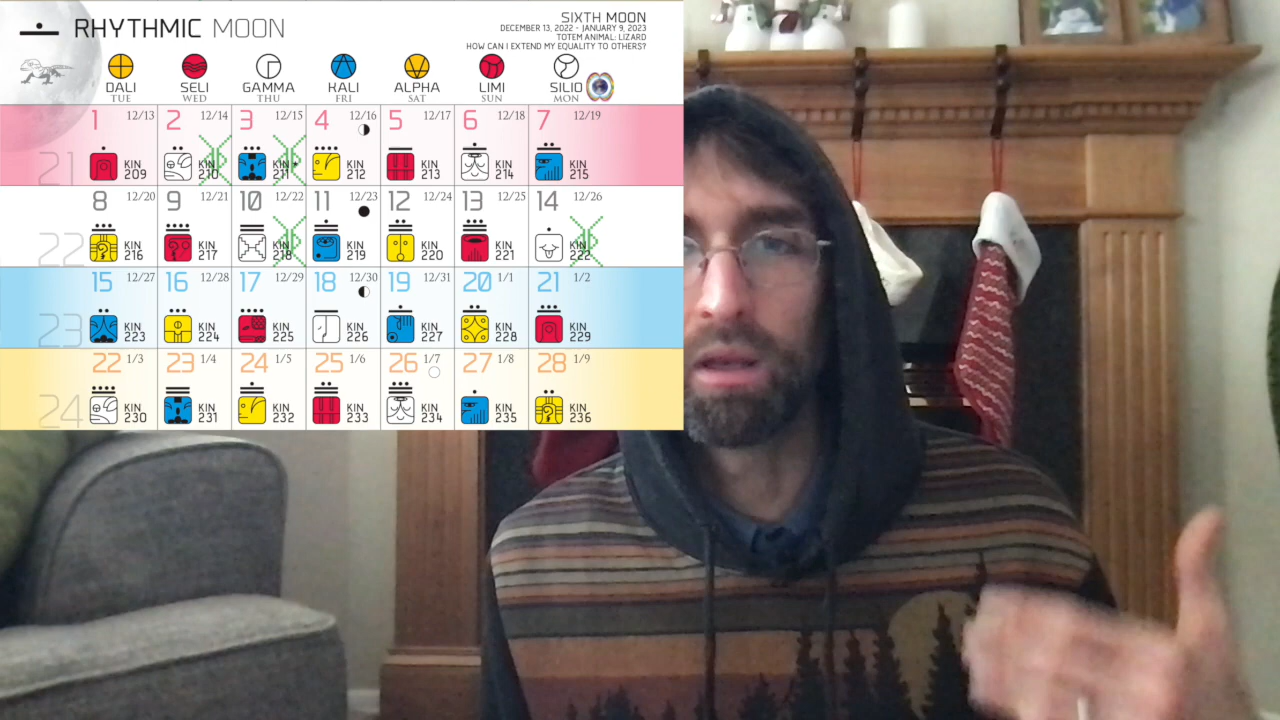 RHYTHMIC MOON
SIXTH MOON
DECEMBER 13, 2022 - JANUARY 9, 2023
TOTEM ANIMAL: LIZARD
HOW CAN I EXTEND MY EQUALITY TO OTHERS?
DALI SELI GAMMA KALI ALPHA LIMI SILIO
TUE WED THU FRI SAT SUN MON
21
1 12/13 2 12/14 3 12/15 4 12/16 5 12/17 6 12/18 7 12/19
KIN 209 KIN 210 KIN 211 KIN 212 KIN 213 KIN 214 KIN 215
22
8 12/20 9 12/21 10 12/22 11 12/23 12 12/24 13 12/25 14 12/26
KIN 216 KIN 217 KIN 218 KIN 219 KIN 220 KIN 221 KIN 222
23
15 12/27 16 12/28 17 12/29 18 12/30 19 12/31 20 1/1 21 1/2
KIN 223 KIN 224 KIN 225 KIN 226 KIN 227 KIN 228 KIN 229
24
22 1/3 23 1/4 24 1/5 25 1/6 26 1/7 27 1/8 28 1/9
KIN 230 KIN 231 KIN 232 KIN 233 KIN 234 KIN 235 KIN 236